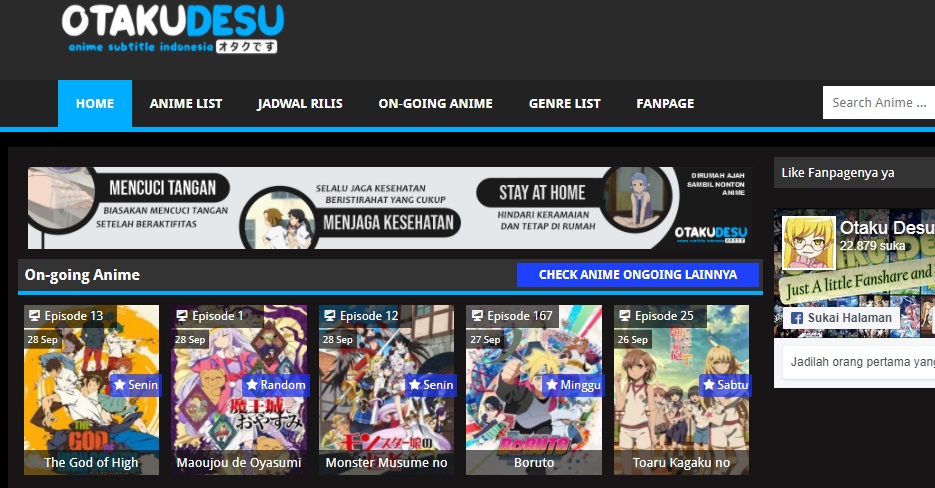 OTAKUDESU
anime subtitle indonesia オタクです
HOME
ANIME LIST
JADWAL RILIS
ON-GOING ANIME
GENRE LIST
FANPAGE
Search Anime ...
MENCUCI TANGAN
BIASAKAN MENCUCI TANGAN
SETELAH BERAKTIFITAS
SELALU JAGA KESEHATAN
BERISTIRAHAT YANG CUKUP
MENJAGA KESEHATAN
STAY AT HOME
HINDARI KERAMAIAN
DAN TETAP DI RUMAH
DIRUMAH AJAH
SAMBIL NONTON
ANIME
OTAKUDESU
anime subtitle indonesia オタクです
Like Fanpagenya ya
Otaku Desu
22.879 suka
Just A little Fanshare and
Sukai Halaman
Jadilah orang pertama yang
On-going Anime
CHECK ANIME ONGOING LAINNYA
Episode 13
28 Sep
Senin
THE
GOD
The God of High
Episode 1
28 Sep
Random
魔王城で
おやすみ
Maoujou de Oyasumi
Episode 12
28 Sep
Senin
モンスター娘の
Monster Musume no
Episode 167
27 Sep
Minggu
BORUTO
Boruto
Episode 25
26 Sep
Sabtu
Toaru Kagaku no